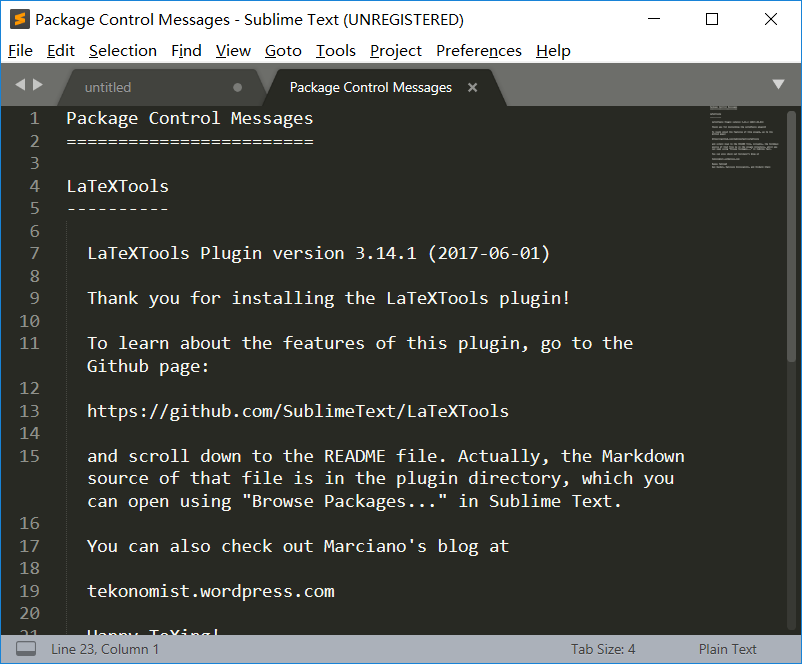 Package Control Messages - Sublime Text (UNREGISTERED)
File Edit Selection Find View Goto Tools Project Preferences Help
untitled Package Control Messages
1 Package Control Messages
2 ========================
3
4 LaTeXTools
5 ----------
6
7 LaTeXTools Plugin version 3.14.1 (2017-06-01)
8
9 Thank you for installing the LaTeXTools plugin!
10
11 To learn about the features of this plugin, go to the
Github page:
12
13 https://github.com/SublimeText/LaTeXTools
14
15 and scroll down to the README file. Actually, the Markdown
source of that file is in the plugin directory, which you
can open using "Browse Packages..." in Sublime Text.
16
17 You can also check out Marciano's blog at
18
19 tekonomist.wordpress.com
20
21 Happy TeXing!
Line 23, Column 1 Tab Size: 4 Plain Text